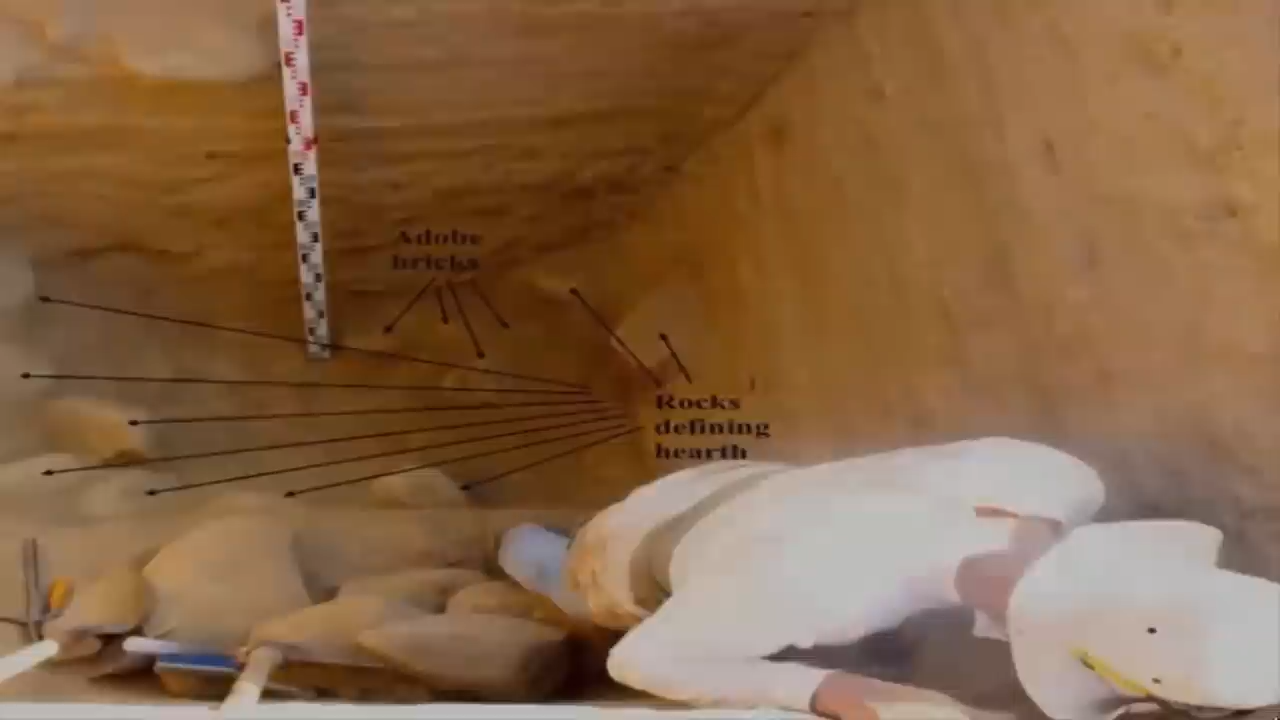 Adobe
bricks
Rocks
defining
hearth